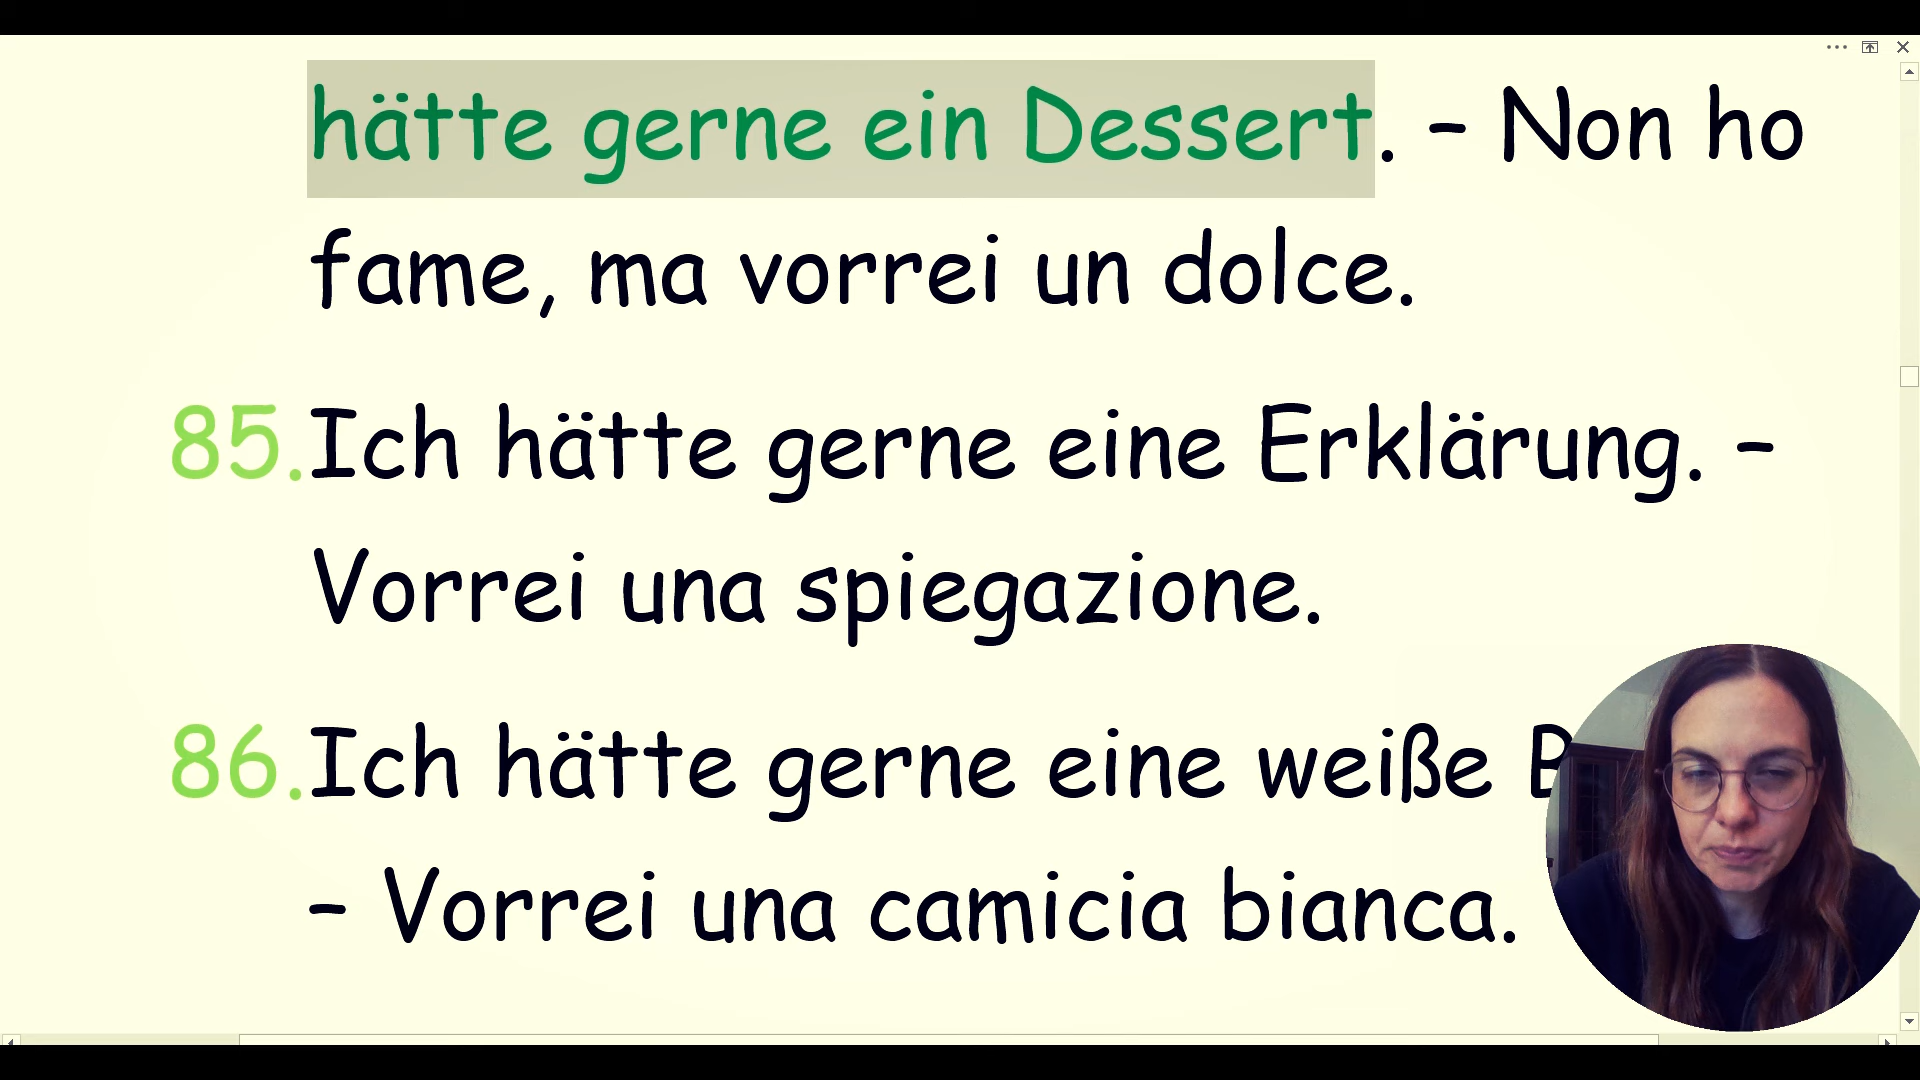 hätte gerne ein Dessert. – Non ho
fame, ma vorrei un dolce.
85. Ich hätte gerne eine Erklärung. –
Vorrei una spiegazione.
86. Ich hätte gerne eine weiße
– Vorrei una camicia bianca.